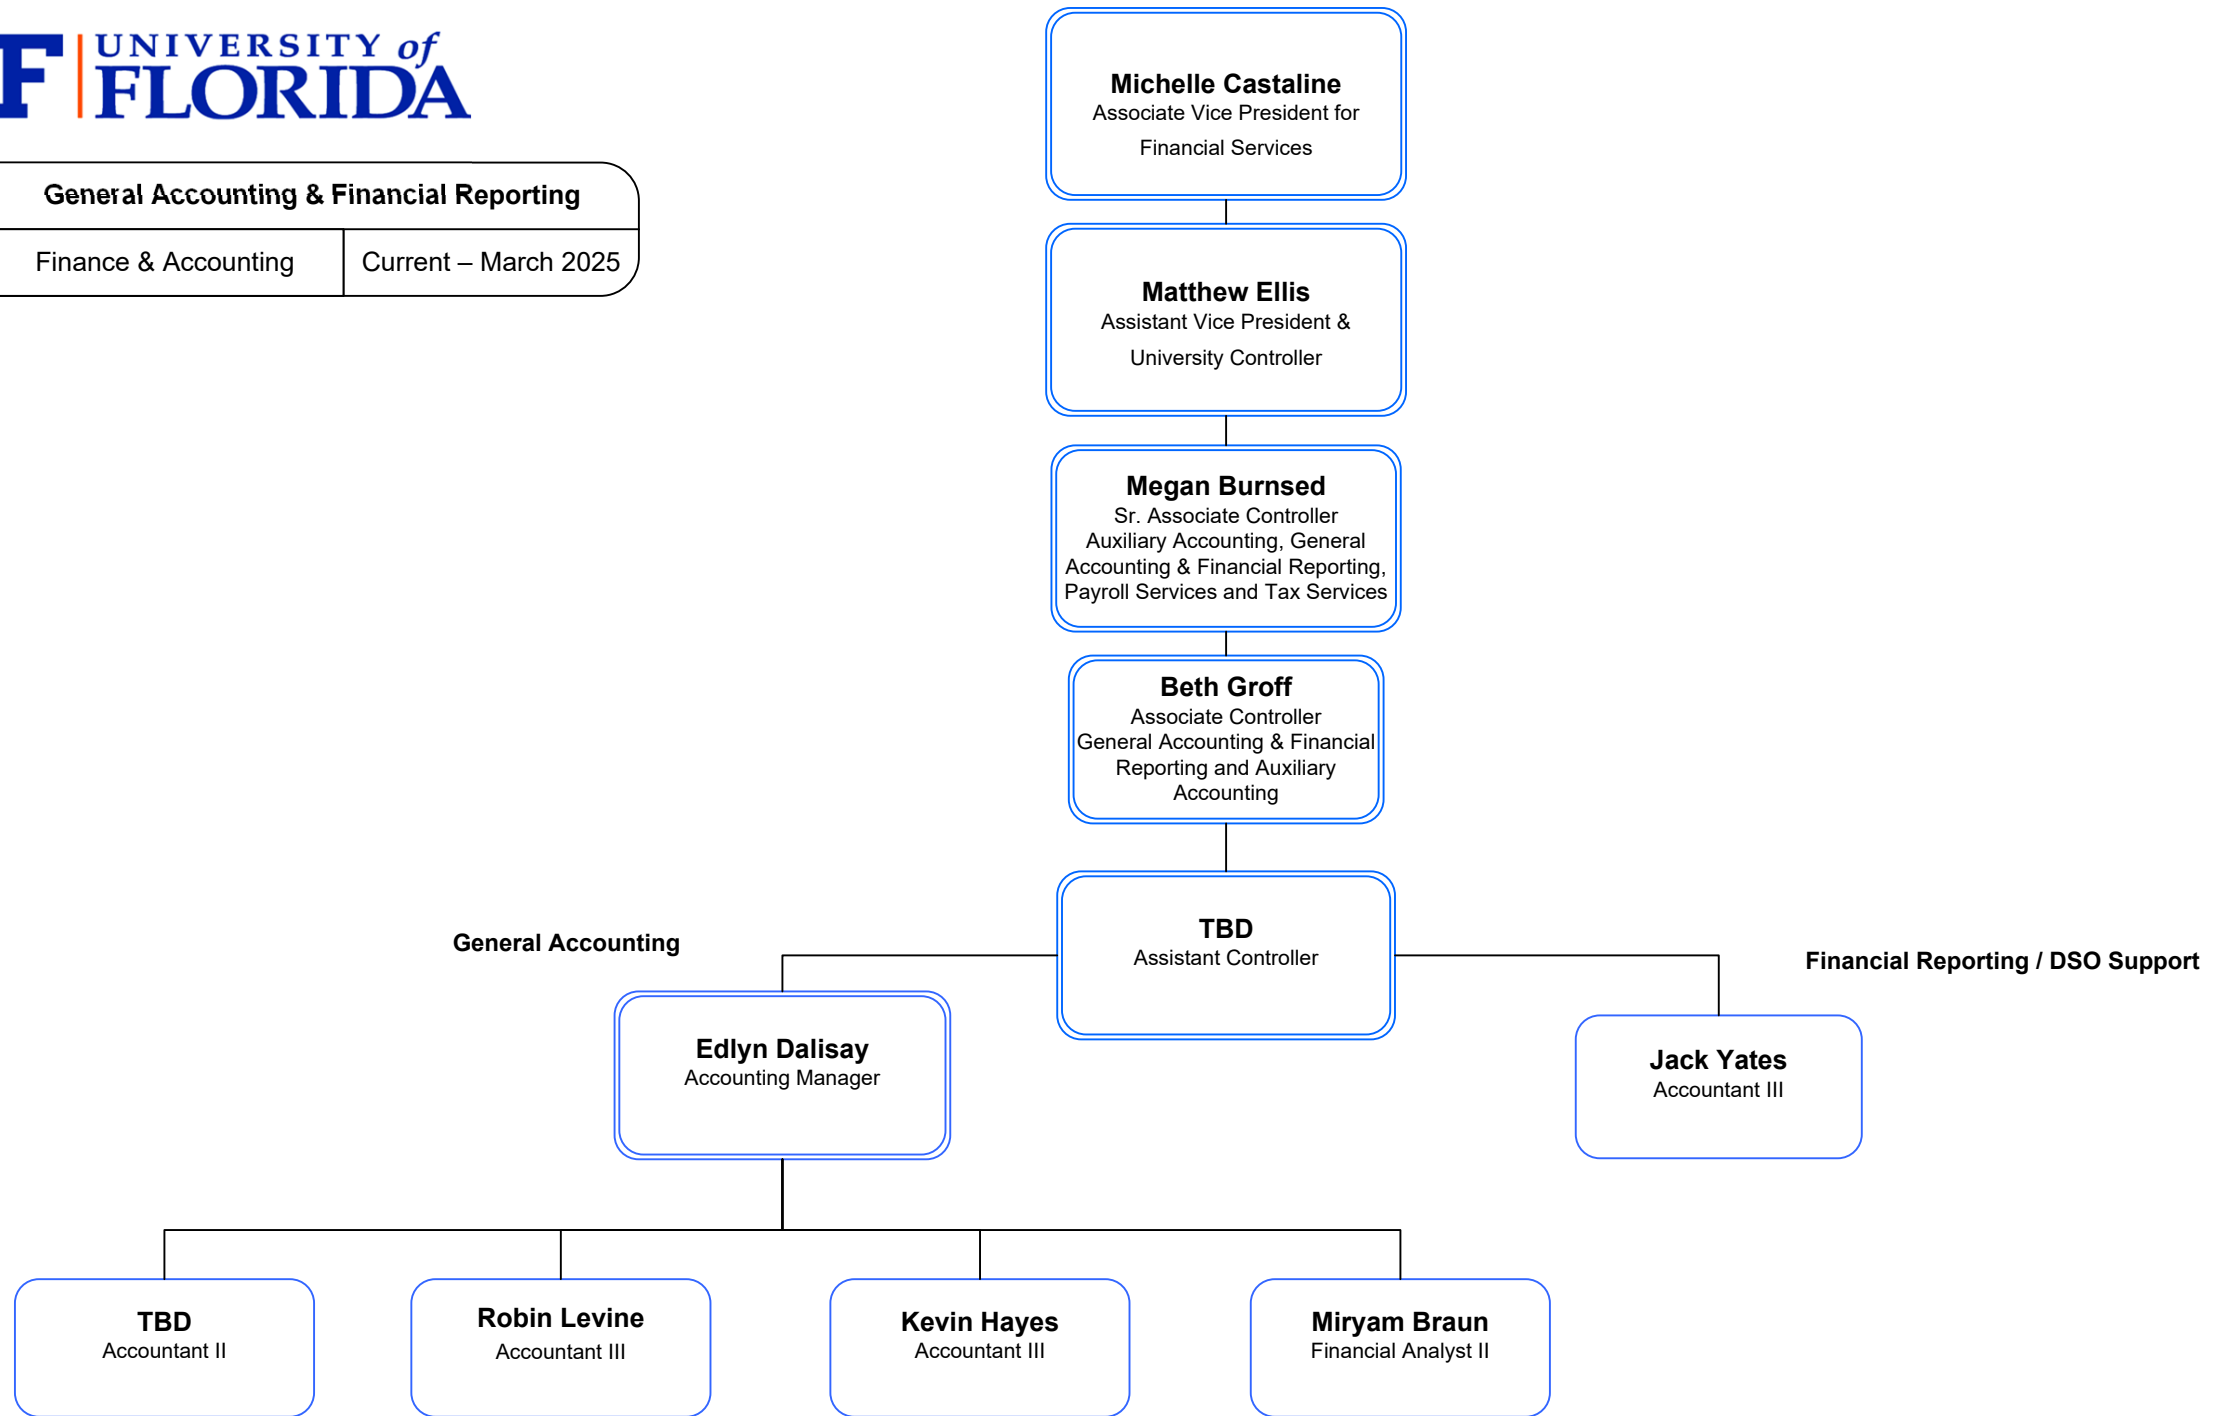 F UNIVERSITY of
FLORIDA
General Accounting & Financial Reporting
Finance & Accounting
Current – March 2025
Michelle Castaline
Associate Vice President for
Financial Services
Matthew Ellis
Assistant Vice President &
University Controller
Megan Burnsed
Sr. Associate Controller
Auxiliary Accounting, General
Accounting & Financial Reporting,
Payroll Services and Tax Services
Beth Groff
Associate Controller
General Accounting & Financial
Reporting and Auxiliary
Accounting
TBD
Assistant Controller
General Accounting
Financial Reporting / DSO Support
Edlyn Dalisay
Accounting Manager
Jack Yates
Accountant III
TBD
Accountant II
Robin Levine
Accountant III
Kevin Hayes
Accountant III
Miryam Braun
Financial Analyst II